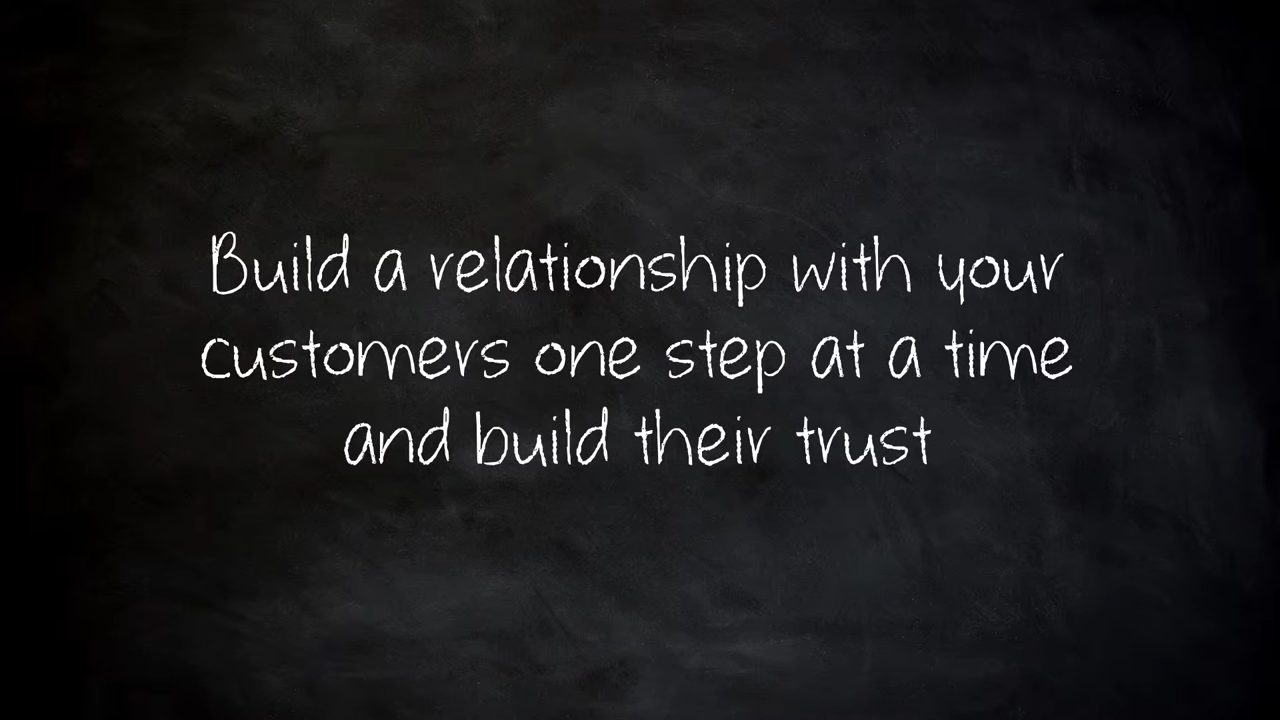 Build a relationship with your
customers one step at a time
and build their trust